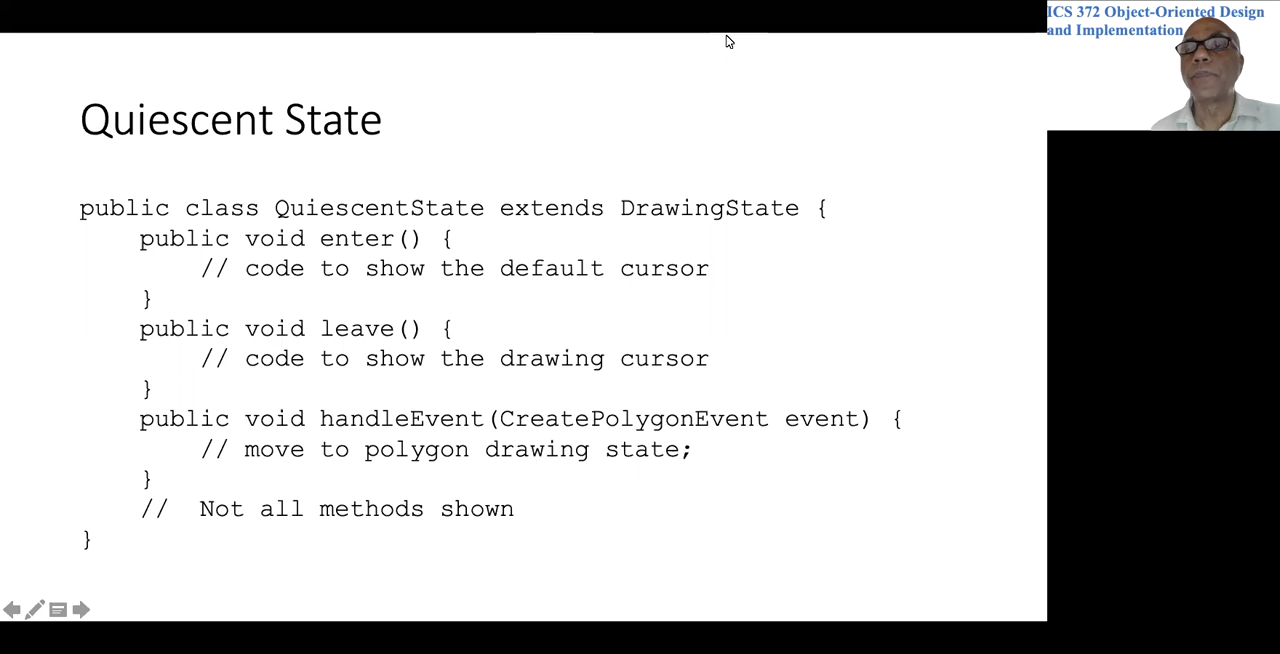 ICS 372 Object-Oriented Design
and Implementation
Quiescent State
public class QuiescentState extends DrawingState {
public void enter() {
// code to show the default cursor
}
public void leave() {
// code to show the drawing cursor
}
public void handleEvent(CreatePolygonEvent event) {
// move to polygon drawing state;
}
//  Not all methods shown
}